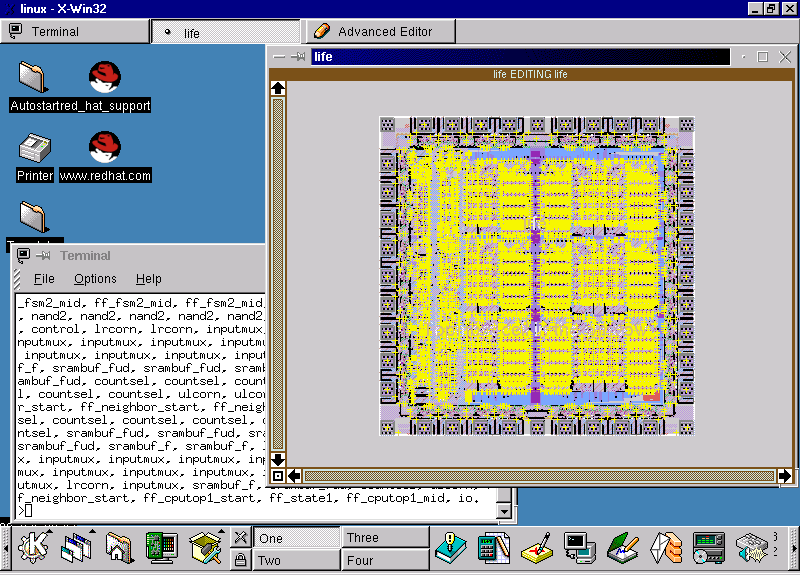 linux - X-Win32
Terminal
life
Advanced Editor
life
life EDITING life
Autostart
red_hat_support
Printer
www.redhat.com
Terminal
File Options Help
_fsm2_mid, ff_fsm2_mid, ff_fsm2_mid
, nand2, nand2, nand2, nand2, nand2
, control, lrcorn, lrcorn, inputmux,
nputmux, inputmux, inputmux, inputmu
inputmux, inputmux, inputmux, input
f_f, srambuf_fud, srambuf_fud, sramb
ambuf_fud, countsel, countsel, count
l, countsel, countsel, ulcorn, ulcor
r_start, ff_neighbor_start, ff_neigh
sel, countsel, countsel, countsel, c
ntsel, srambuf_fud, srambuf_fud, sra
srambuf_fud, srambuf_f, srambuf_f,
x, inputmux, inputmux, inputmux, inp
mux, inputmux, inputmux, inputmux, i
utmux, lrcorn, inputmux, srambuf_f,
f_neighbor_start, ff_cputop1_start, ff_state1, ff_cputop1_mid, io.
>
One
Two
Three
Four
3
2